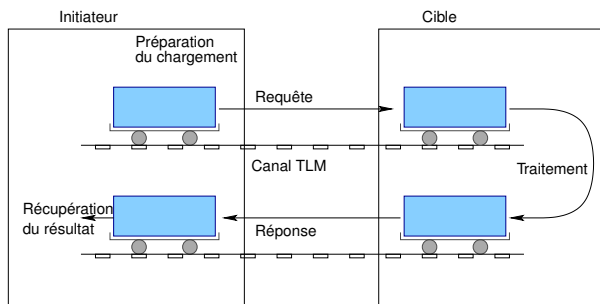 Initiateur
Cible
Préparation
du chargement
Requête
Canal TLM
Traitement
Récupération
du résultat
Réponse